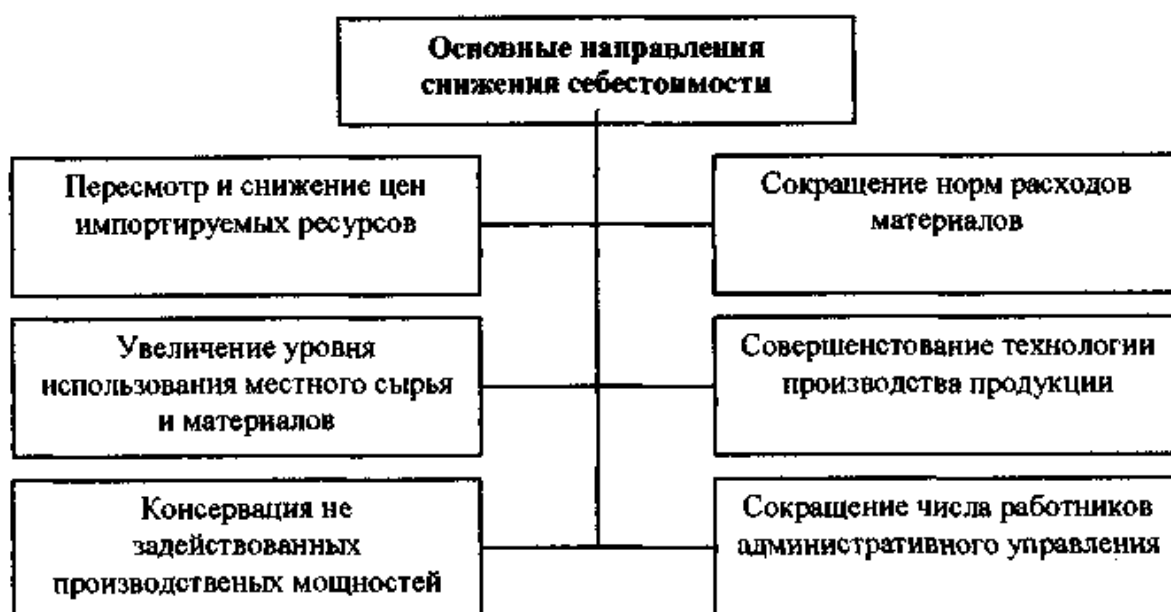 Основные направления
снижения себестоимости
Пересмотр и снижение цен
импортируемых ресурсов
Сокращение норм расходов
материалов
Увеличение уровня
использования местного сырья
и материалов
Совершенстование технологии
производства продукции
Консервация не
задействованных
производственых мощностей
Сокращение числа работников
административного управления